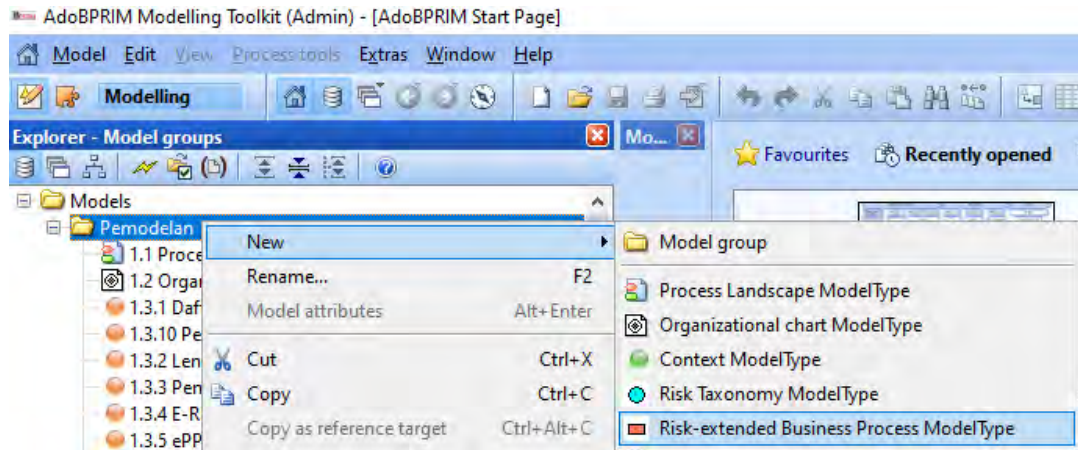 AdoBPRIM Modelling Toolkit (Admin) - [AdoBPRIM Start Page]
Model Edit View Process tools Extras Window Help
Modelling
Explorer - Model groups
Mo...
Favourites Recently opened
Models
Pemodelan
1.1 Proce
1.2 Organ
1.3.1 Daf
1.3.10 Pe
1.3.2 Len
1.3.3 Pen
1.3.4 E-R
1.3.5 ePP
New
Rename... F2
Model attributes Alt+Enter
Cut Ctrl+X
Copy Ctrl+C
Copy as reference target Ctrl+Alt+C
Model group
Process Landscape ModelType
Organizational chart ModelType
Context ModelType
Risk Taxonomy ModelType
Risk-extended Business Process ModelType